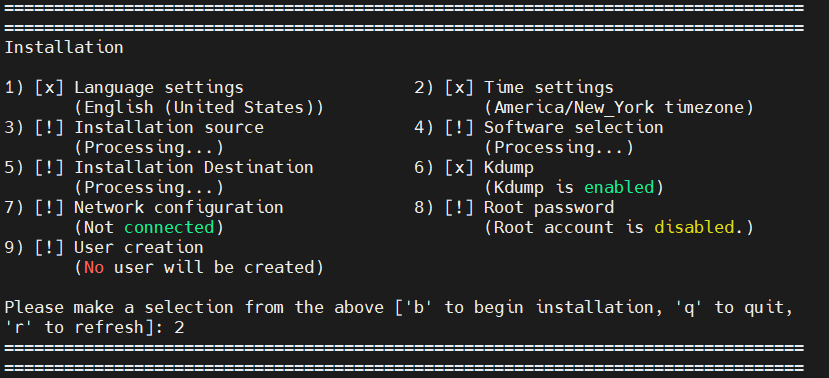 ================================================================================
================================================================================
Installation
1) [x] Language settings                 2) [x] Time settings
       (English (United States))                (America/New_York timezone)
3) [!] Installation source               4) [!] Software selection
       (Processing...)                          (Processing...)
5) [!] Installation Destination          6) [x] Kdump
       (Processing...)                          (Kdump is enabled)
7) [!] Network configuration             8) [!] Root password
       (Not connected)                          (Root account is disabled.)
9) [!] User creation
       (No user will be created)
Please make a selection from the above ['b' to begin installation, 'q' to quit,
'r' to refresh]: 2
================================================================================
================================================================================